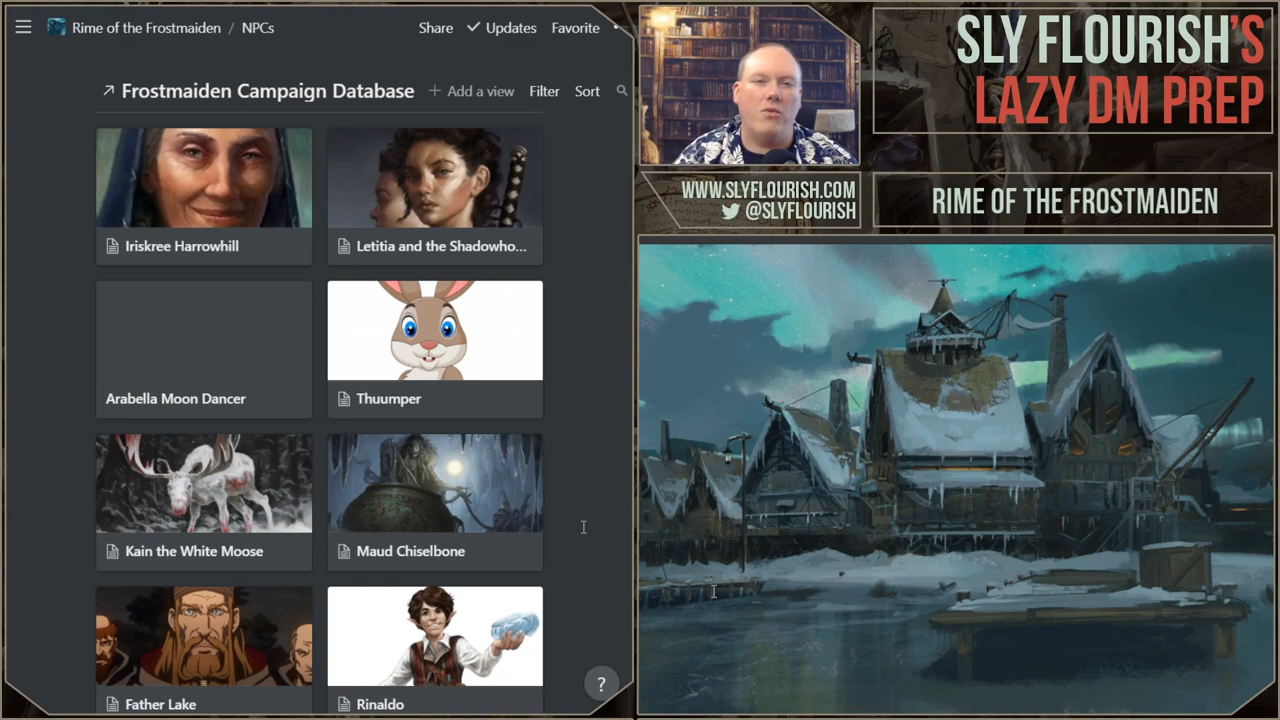 Rime of the Frostmaiden / NPCs
Share
Updates
Favorite
Frostmaiden Campaign Database
+ Add a view
Filter
Sort
Iriskree Harrowhill
Letitia and the Shadowho...
Arabella Moon Dancer
Thuumper
Kain the White Moose
Maud Chiselbone
Father Lake
Rinaldo
?
SLY FLOURISH'S
LAZY DM PREP
WWW.SLYFLOURISH.COM
@SLYFLOURISH
RIME OF THE FROSTMAIDEN